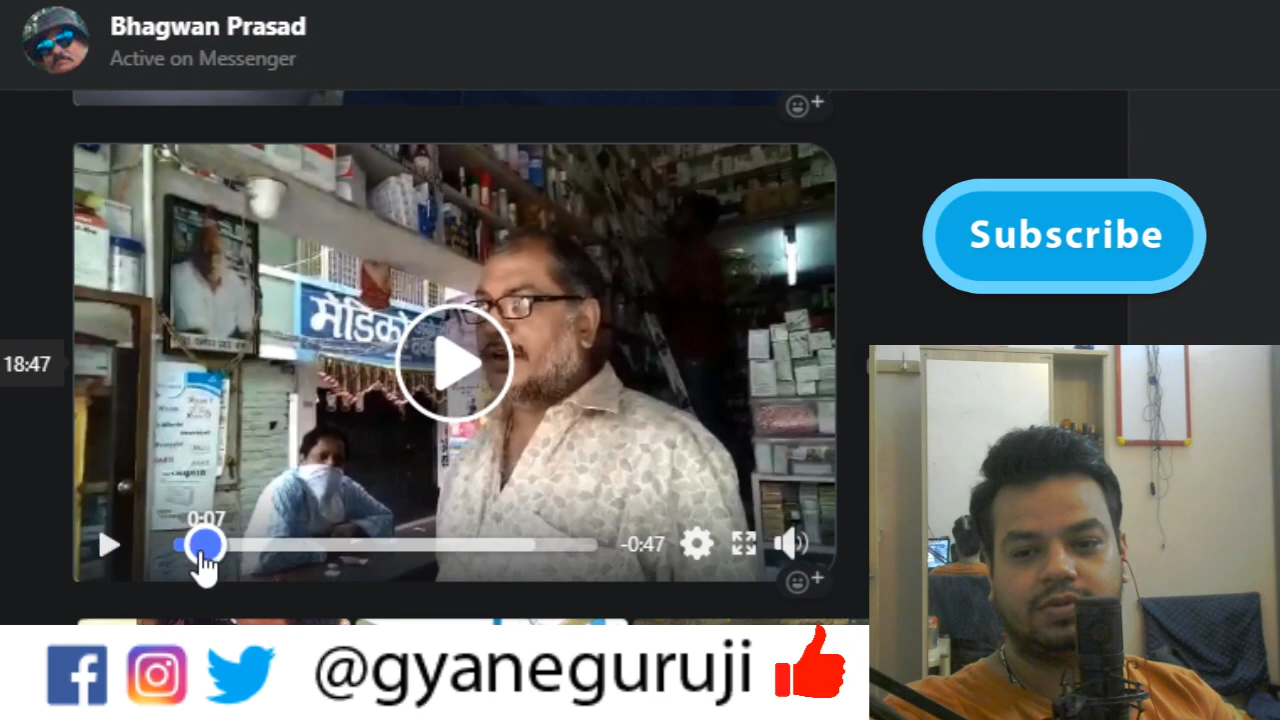 Bhagwan Prasad
Active on Messenger
Subscribe
मेडिको
18:47
0:07
-0:47
@gyaneguruji